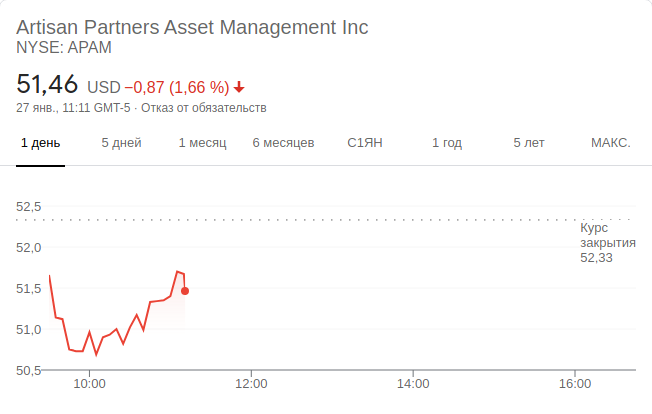 Artisan Partners Asset Management Inc
NYSE: APAM
51,46 USD −0,87 (1,66 %)
27 янв., 11:11 GMT-5 · Отказ от обязательств
1 день 5 дней 1 месяц 6 месяцев С1ЯН 1 год 5 лет МАКС.
52,5
Курс
закрытия
52,33
52,0
51,5
51,0
50,5
10:00 12:00 14:00 16:00